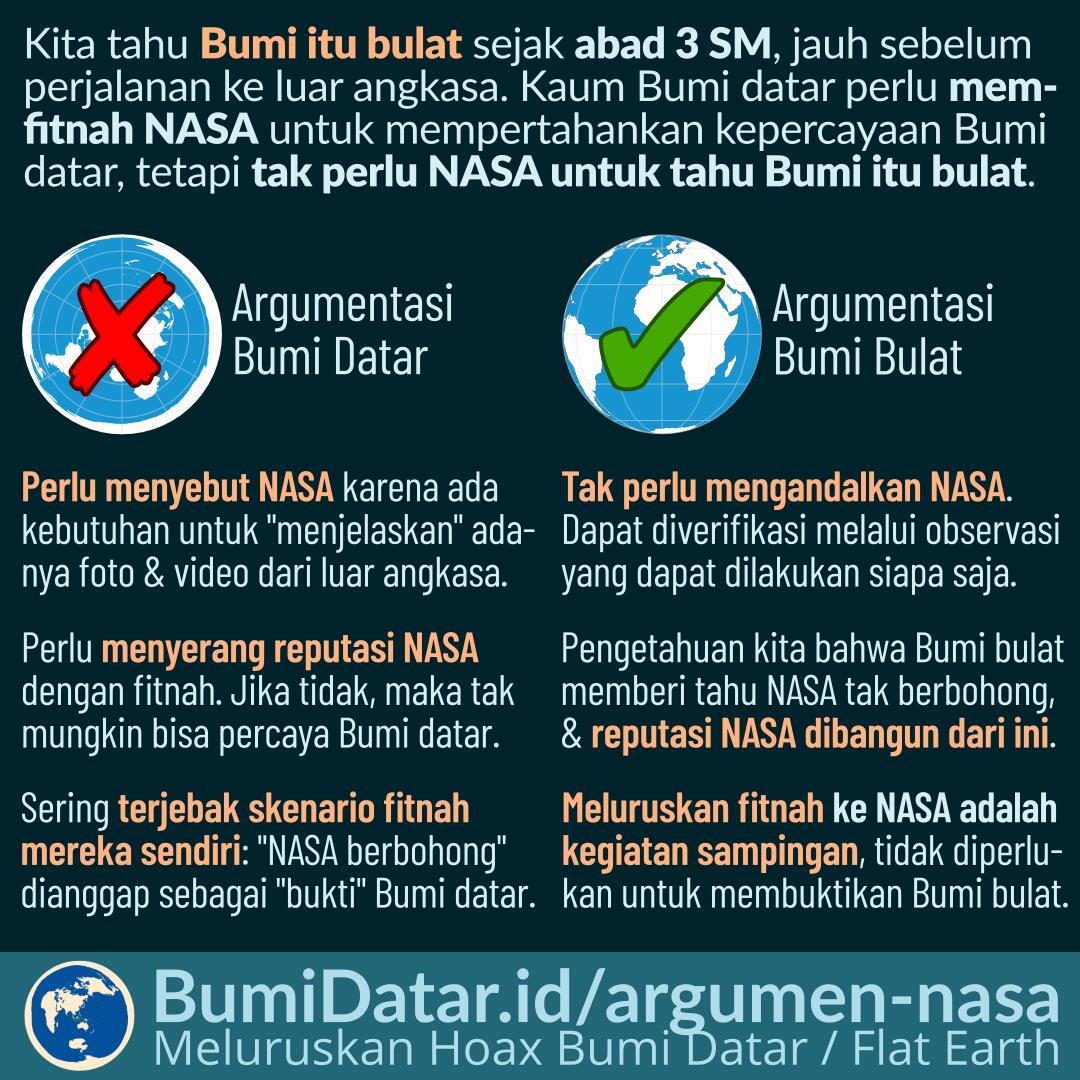 Kita tahu Bumi itu bulat sejak abad 3 SM, jauh sebelum
perjalanan ke luar angkasa. Kaum Bumi datar perlu mem-
fitnah NASA untuk mempertahankan kepercayaan Bumi
datar, tetapi tak perlu NASA untuk tahu Bumi itu bulat.
Argumentasi
Bumi Datar
Perlu menyebut NASA karena ada
kebutuhan untuk "menjelaskan" ada-
nya foto & video dari luar angkasa.
Perlu menyerang reputasi NASA
dengan fitnah. Jika tidak, maka tak
mungkin bisa percaya Bumi datar.
Sering terjebak skenario fitnah
mereka sendiri: "NASA berbohong"
dianggap sebagai "bukti" Bumi datar.
Argumentasi
Bumi Bulat
Tak perlu mengandalkan NASA.
Dapat diverifikasi melalui observasi
yang dapat dilakukan siapa saja.
Pengetahuan kita bahwa Bumi bulat
memberi tahu NASA tak berbohong,
& reputasi NASA dibangun dari ini.
Meluruskan fitnah ke NASA adalah
kegiatan sampingan, tidak diperlu-
kan untuk membuktikan Bumi bulat.
BumiDatar.id/argumen-nasa
Meluruskan Hoax Bumi Datar / Flat Earth